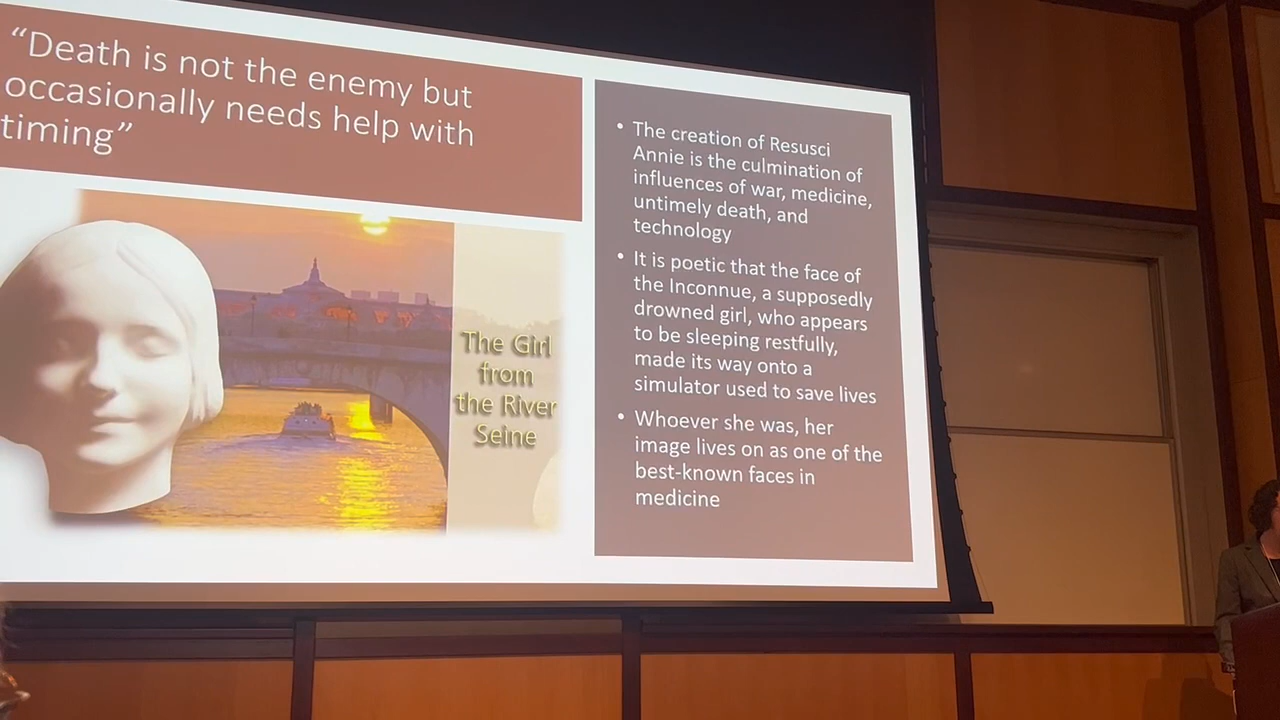 “Death is not the enemy but
occasionally needs help with
timing”
The Girl
from
the River
Seine
• The creation of Resusci
Annie is the culmination of
influences of war, medicine,
untimely death, and
technology
• It is poetic that the face of
the Inconnue, a supposedly
drowned girl, who appears
to be sleeping restfully,
made its way onto a
simulator used to save lives
• Whoever she was, her
image lives on as one of the
best-known faces in
medicine